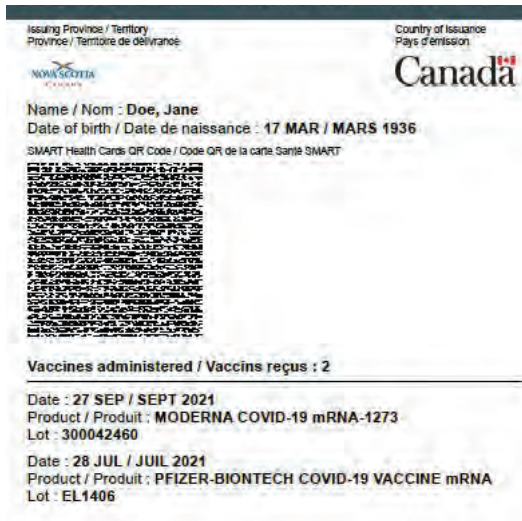 Issuing Province / Territory
Province / Territoire de délivrance
Country of Issuance
Pays d'émission
NOVA SCOTIA
CANADA
Canada
Name / Nom : Doe, Jane
Date of birth / Date de naissance : 17 MAR / MARS 1936
SMART Health Cards QR Code / Code QR de la carte Santé SMART
Vaccines administered / Vaccins reçus : 2
Date : 27 SEP / SEPT 2021
Product / Produit : MODERNA COVID-19 mRNA-1273
Lot : 300042460
Date : 28 JUL / JUIL 2021
Product / Produit : PFIZER-BIONTECH COVID-19 VACCINE mRNA
Lot : EL1406